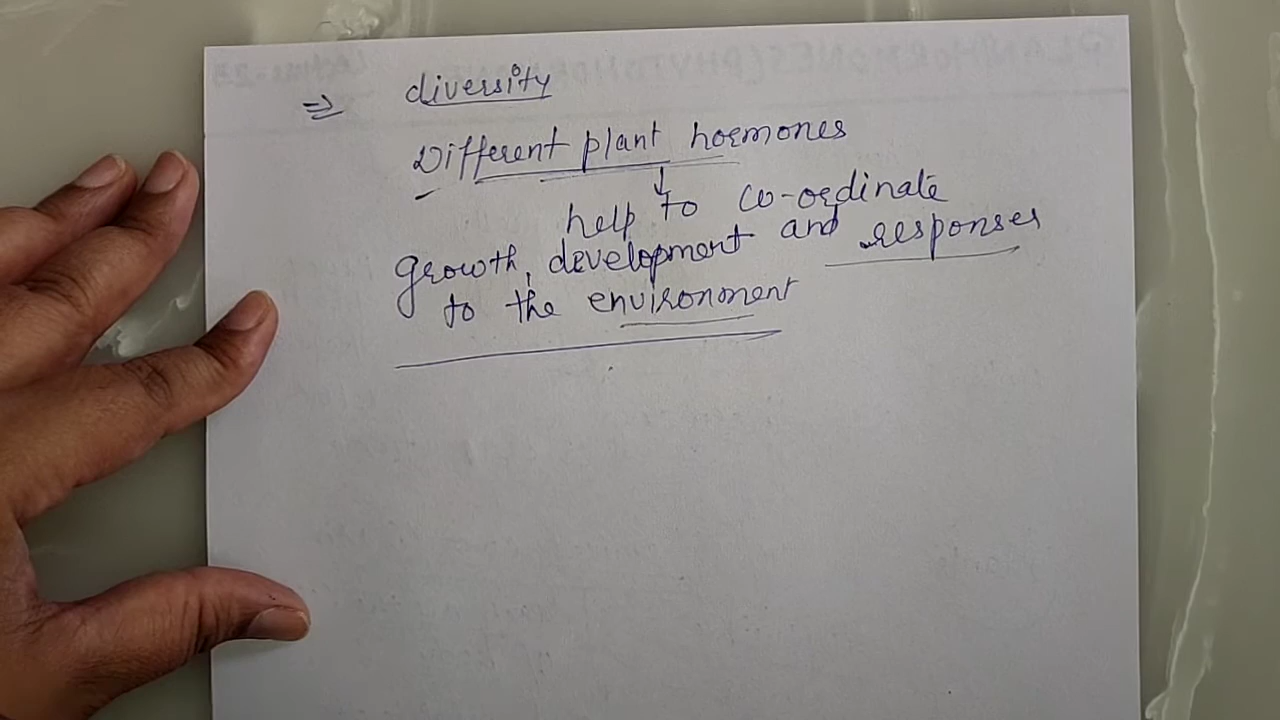 ⇒ diversity
Different plant hormones
↓
help to co-ordinate
growth, development and responses
to the environment